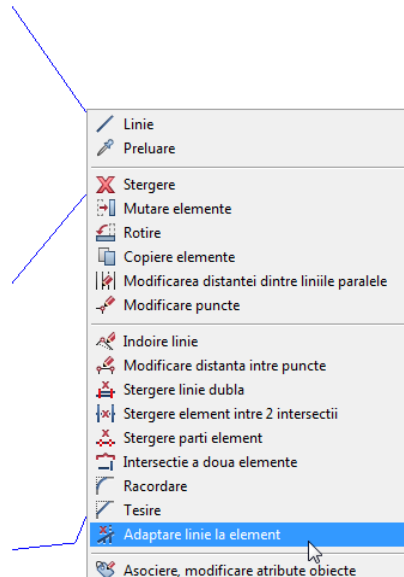 Linie
Preluare
Stergere
Mutare elemente
Rotire
Copiere elemente
Modificarea distantei dintre liniile paralele
Modificare puncte
Indoire linie
Modificare distanta intre puncte
Stergere linie dubla
Stergere element intre 2 intersectii
Stergere parti element
Intersectie a doua elemente
Racordare
Tesire
Adaptare linie la element
Asociere, modificare atribute obiecte